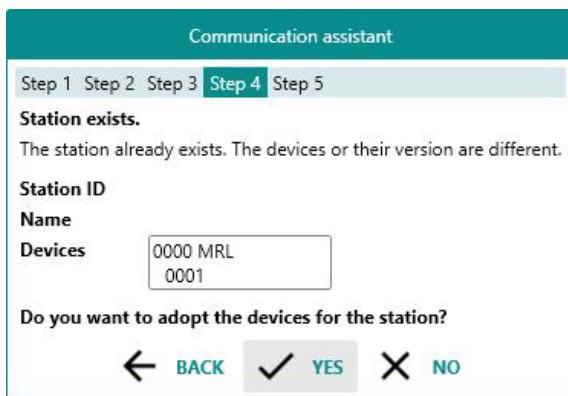 Communication assistant
Step 1 Step 2 Step 3 Step 4 Step 5
Station exists.
The station already exists. The devices or their version are different.
Station ID
Name
Devices 0000 MRL
0001
Do you want to adopt the devices for the station?
BACK YES NO